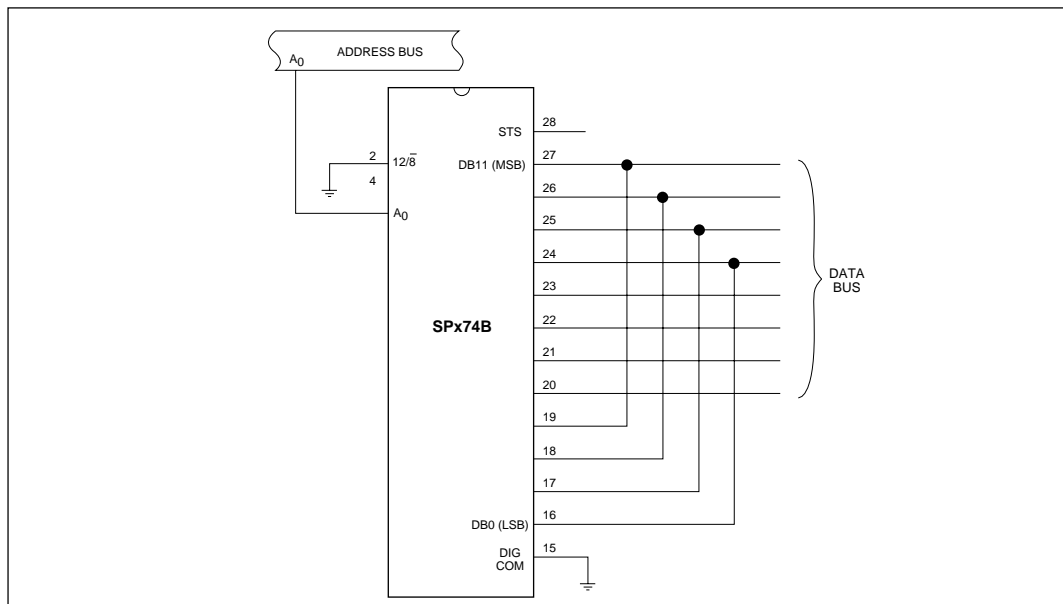 ADDRESS BUS
A0
STS
28
2
12/8̅
DB11 (MSB)
27
4
26
A0
25
24
23
DATA
BUS
SPx74B
22
21
20
19
18
17
DB0 (LSB)
16
DIG
COM
15